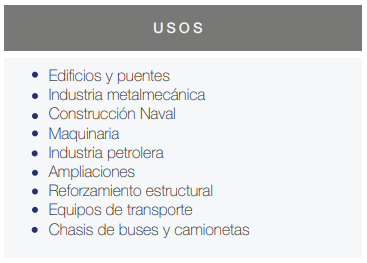 USOS
• Edificios y puentes
• Industria metalmecánica
• Construcción Naval
• Maquinaria
• Industria petrolera
• Ampliaciones
• Reforzamiento estructural
• Equipos de transporte
• Chasis de buses y camionetas